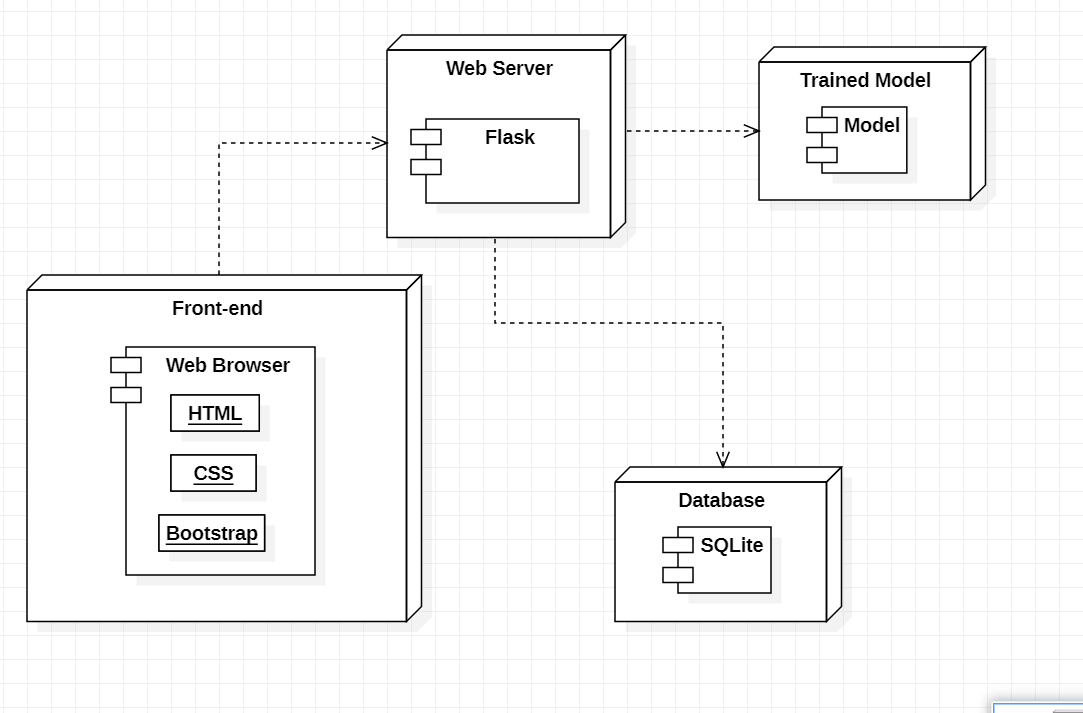 Web Server
Flask
Trained Model
Model
Front-end
Web Browser
HTML
CSS
Bootstrap
Database
SQLite